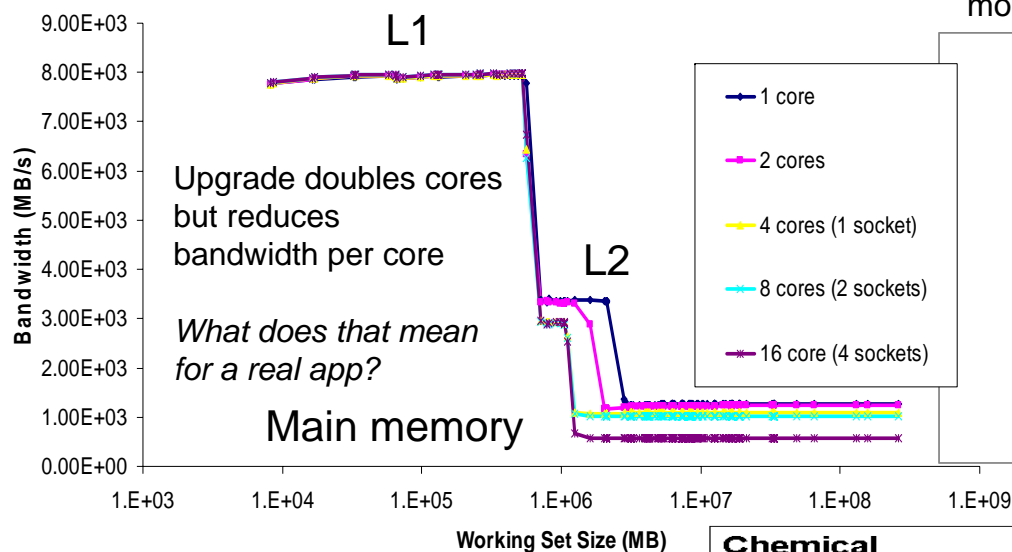 mo
9.00E+03
8.00E+03
7.00E+03
6.00E+03
5.00E+03
4.00E+03
3.00E+03
2.00E+03
1.00E+03
0.00E+00
Bandwidth (MB/s)
L1
Upgrade doubles cores
but reduces
bandwidth per core
L2
What does that mean
for a real app?
Main memory
1 core
2 cores
4 cores (1 socket)
8 cores (2 sockets)
16 core (4 sockets)
1.E+03
1.E+04
1.E+05
1.E+06
1.E+07
1.E+08
1.E+09
Working Set Size (MB)
Chemical